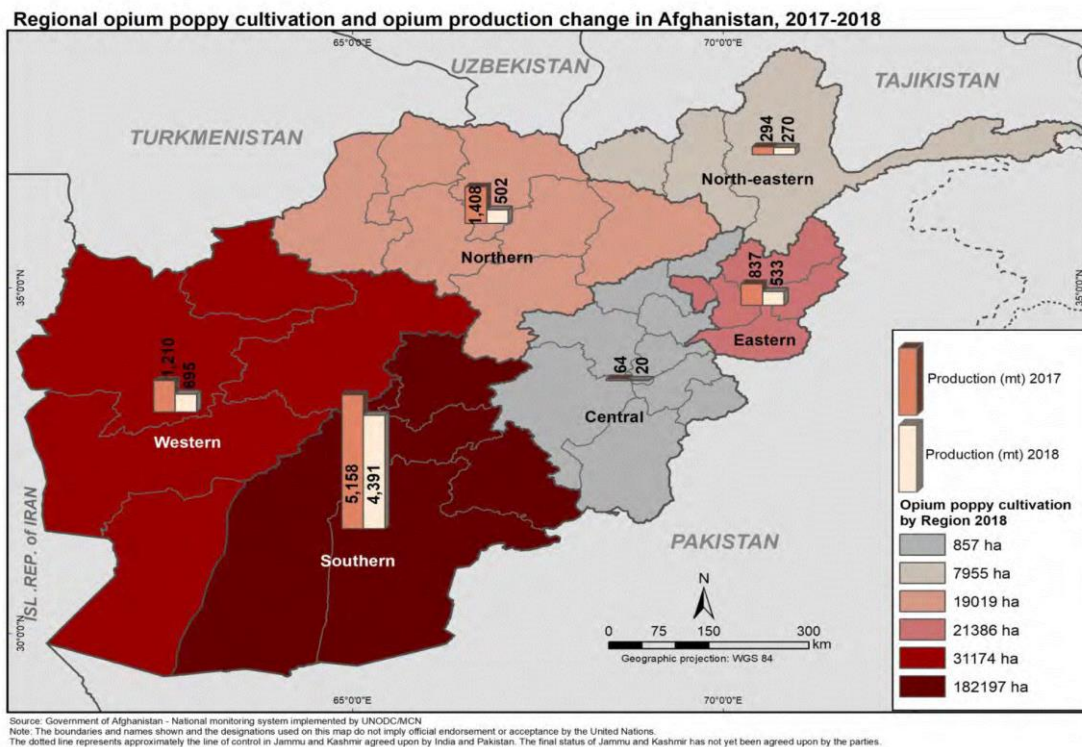 Regional opium poppy cultivation and opium production change in Afghanistan, 2017-2018
65°0'0"E
70°0'0"E
UZBEKISTAN
TAJIKISTAN
TURKMENISTAN
294
270
North-eastern
1,408
502
Northern
35°0'0"N
35°0'0"N
837
533
Eastern
1,210
695
Western
64
20
Central
5,158
4,391
Southern
ISL .REP. of IRAN
PAKISTAN
30°0'0"N
N
0 75 150 300
km
Geographic projection: WGS 84
65°0'0"E
70°0'0"E
Production (mt) 2017
Production (mt) 2018
Opium poppy cultivation
by Region 2018
857 ha
7955 ha
19019 ha
21386 ha
31174 ha
182197 ha
Source: Government of Afghanistan - National monitoring system implemented by UNODC/MCN
Note: The boundaries and names shown and the designations used on this map do not imply official endorsement or acceptance by the United Nations.
The dotted line represents approximately the line of control in Jammu and Kashmir agreed upon by India and Pakistan. The final status of Jammu and Kashmir has not yet been agreed upon by the parties.